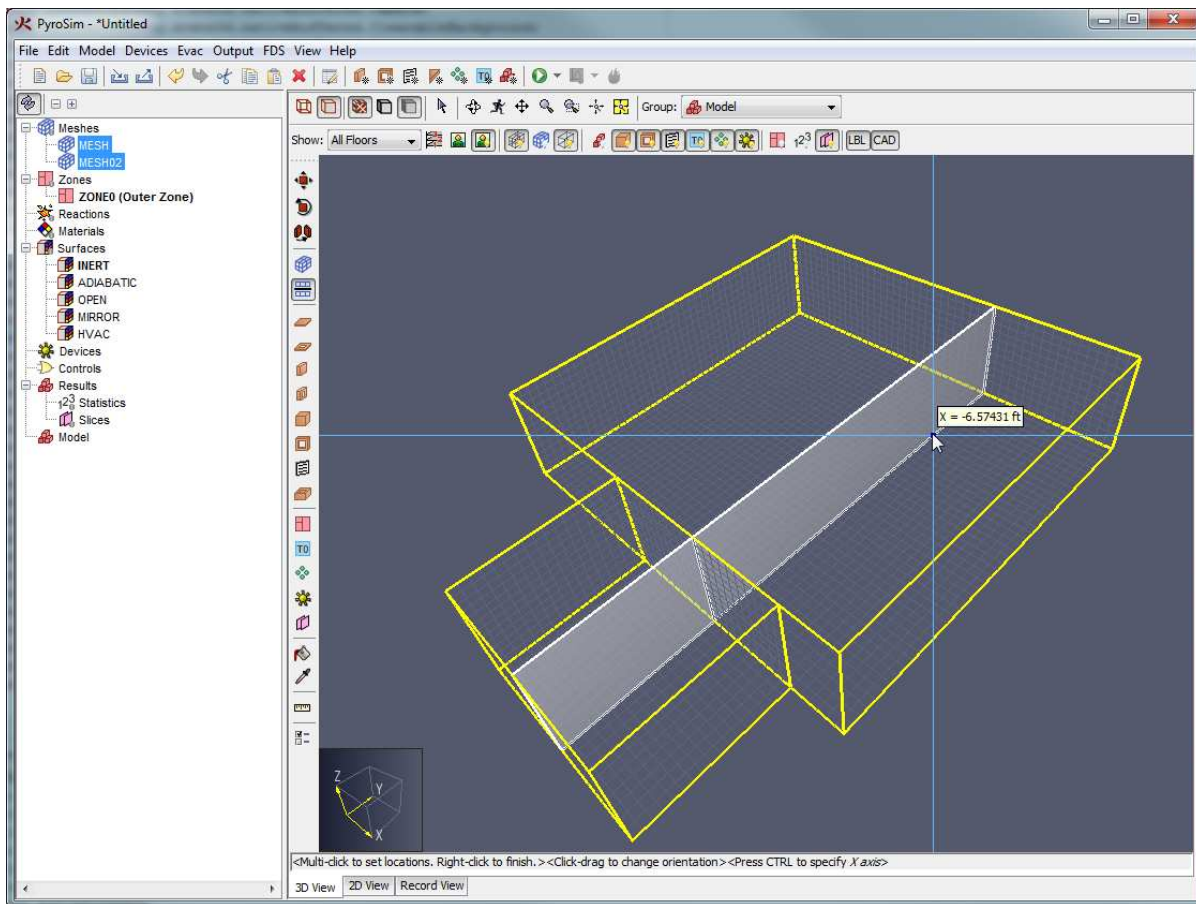 PyroSim - *Untitled
File Edit Model Devices Evac Output FDS View Help
Group: Model
Show: All Floors
LBL CAD
Meshes
MESH
MESH02
Zones
ZONE0 (Outer Zone)
Reactions
Materials
Surfaces
INERT
ADIABATIC
OPEN
MIRROR
HVAC
Devices
Controls
Results
Statistics
Slices
Model
T0
X = -6.57431 ft
Z
Y
X
<Multi-click to set locations. Right-click to finish.><Click-drag to change orientation><Press CTRL to specify X axis>
3D View 2D View Record View